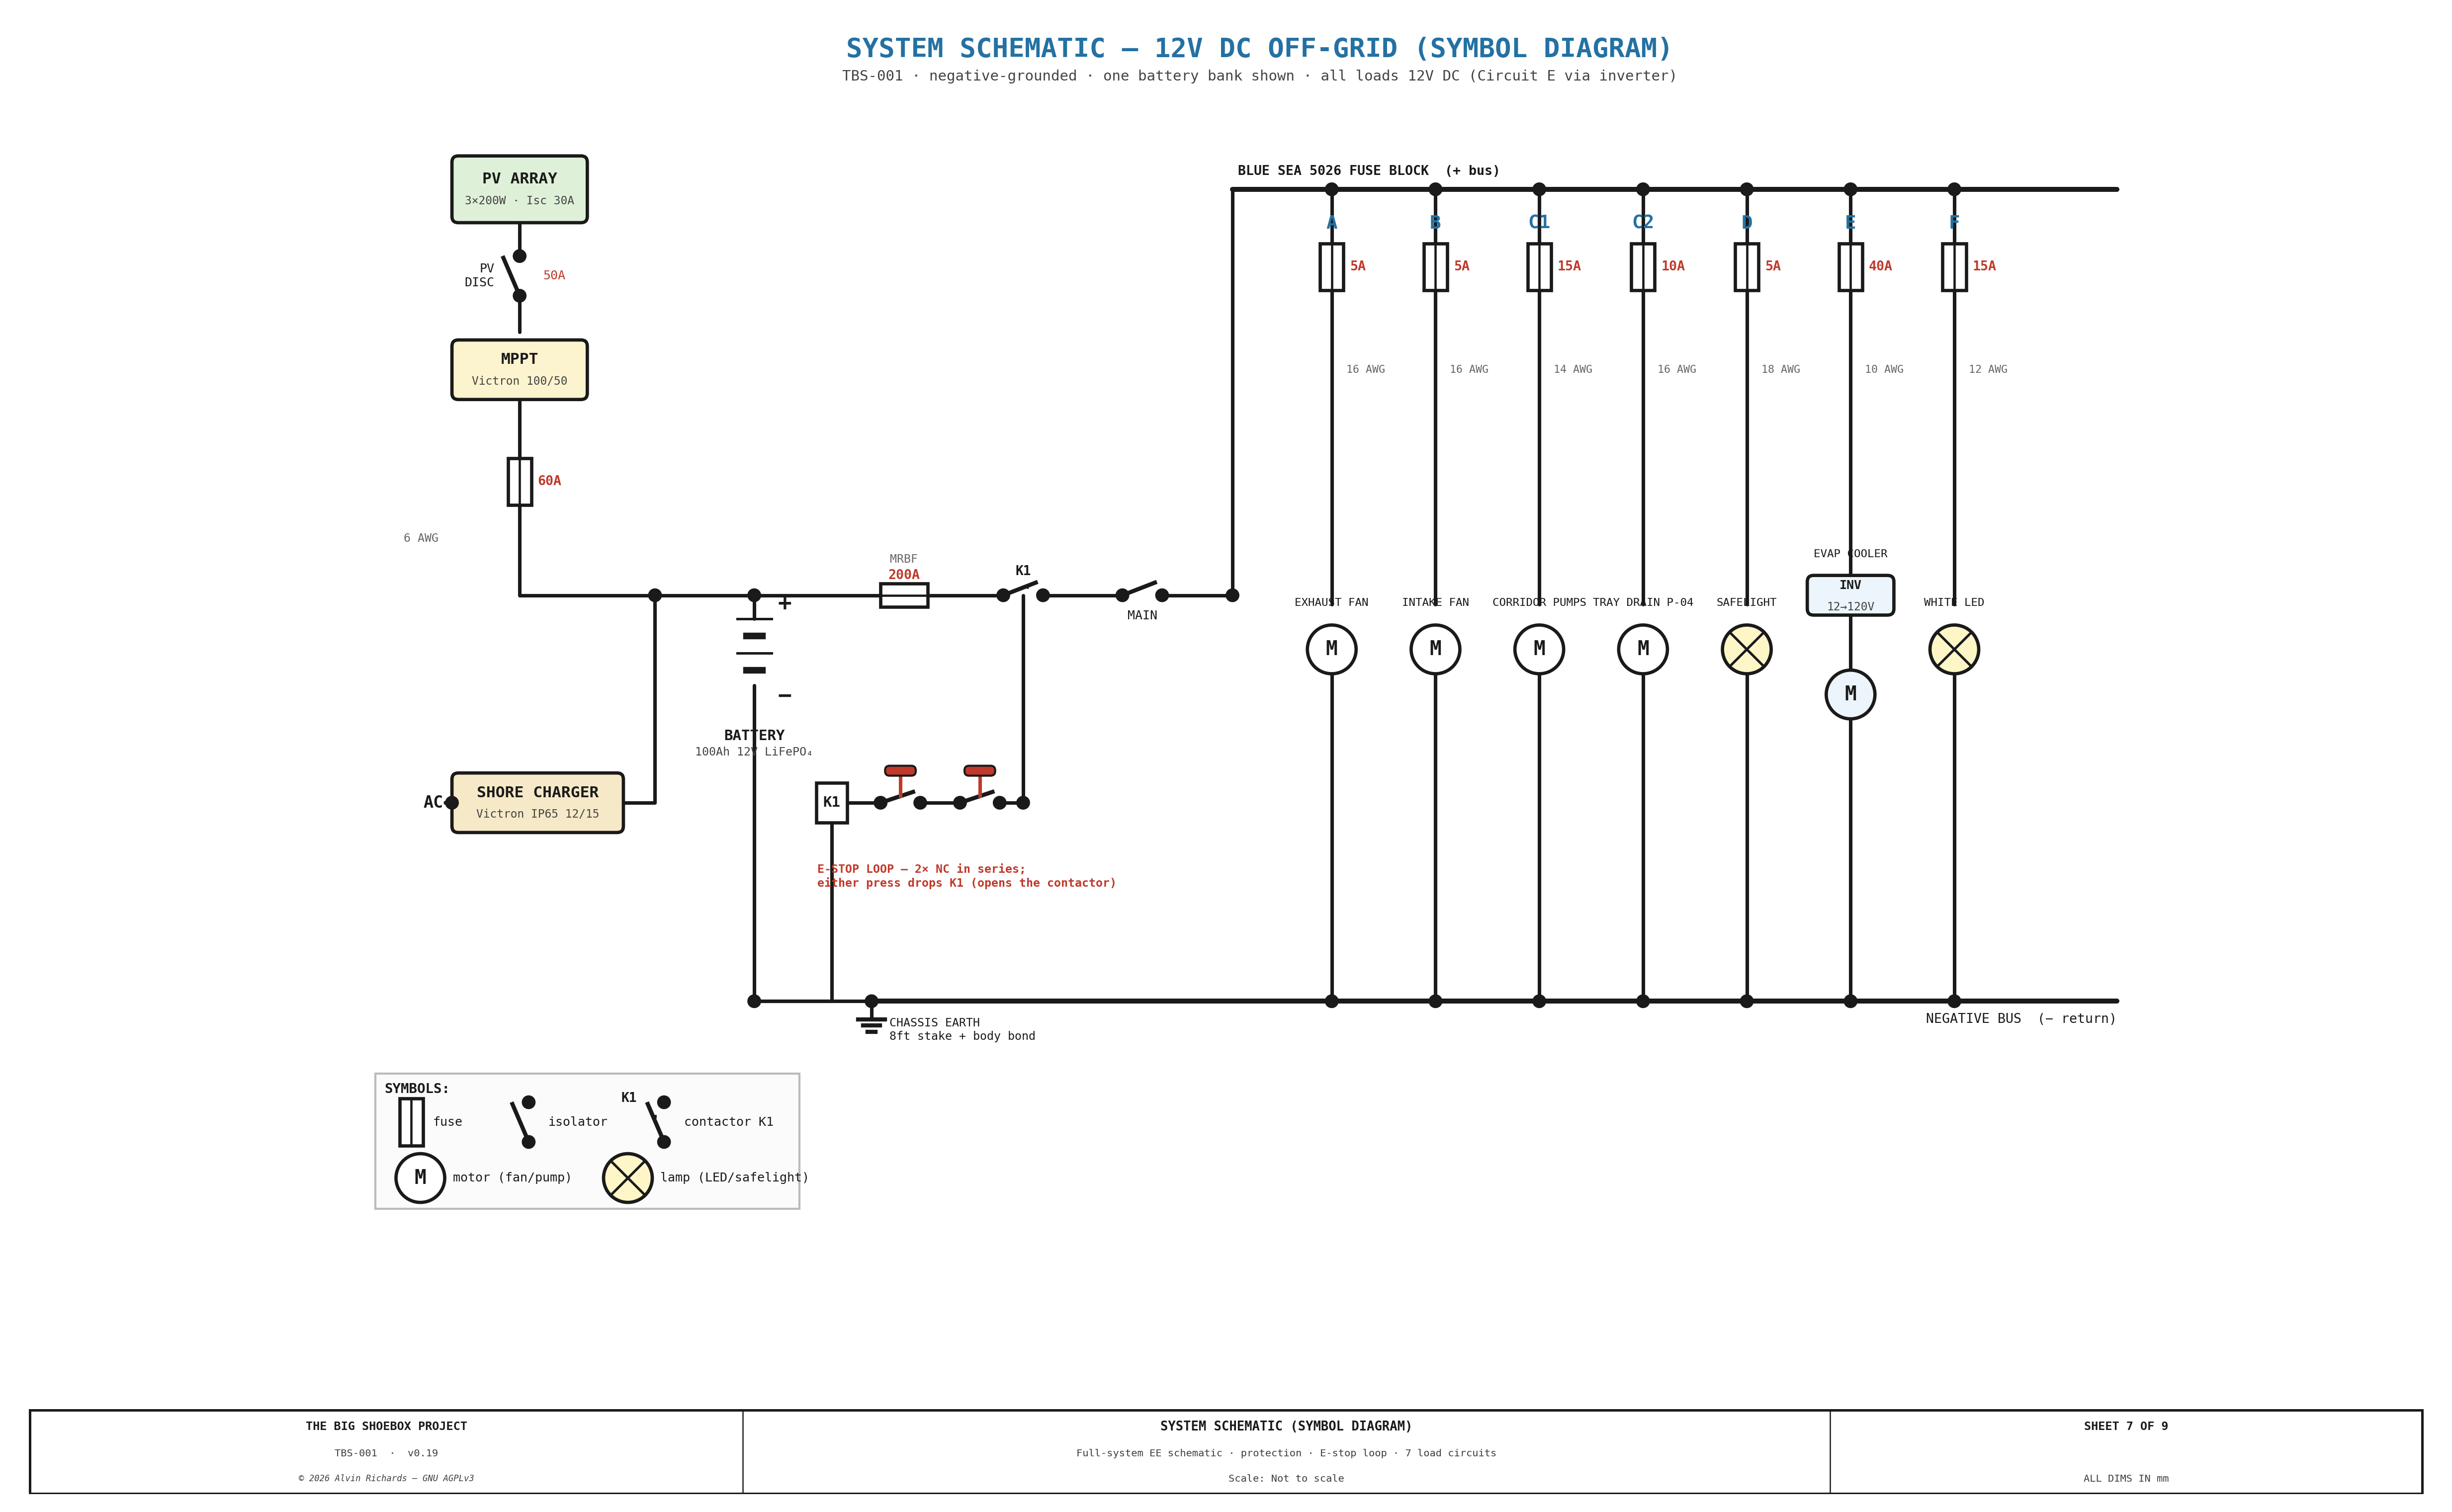 SYSTEM SCHEMATIC — 12V DC OFF-GRID (SYMBOL DIAGRAM)
TBS-001 · negative-grounded · one battery bank shown · all loads 12V DC (Circuit E via inverter)
PV ARRAY
3×200W · Isc 30A
PV
DISC
50A
MPPT
Victron 100/50
60A
6 AWG
BLUE SEA 5026 FUSE BLOCK (+ bus)
A
B
C1
C2
D
E
F
5A
5A
15A
10A
5A
40A
15A
16 AWG
16 AWG
14 AWG
16 AWG
18 AWG
10 AWG
12 AWG
MRBF
200A
K1
MAIN
+
−
BATTERY
100Ah 12V LiFePO₄
EXHAUST FAN
INTAKE FAN
CORRIDOR PUMPS
TRAY DRAIN P-04
SAFELIGHT
EVAP COOLER
INV
12→120V
WHITE LED
M
M
M
M
M
AC
SHORE CHARGER
Victron IP65 12/15
K1
E-STOP LOOP — 2× NC in series;
either press drops K1 (opens the contactor)
CHASSIS EARTH
8ft stake + body bond
NEGATIVE BUS (− return)
SYMBOLS:
fuse
isolator
K1
contactor K1
M
motor (fan/pump)
lamp (LED/safelight)
THE BIG SHOEBOX PROJECT
TBS-001 · v0.19
© 2026 Alvin Richards — GNU AGPLv3
SYSTEM SCHEMATIC (SYMBOL DIAGRAM)
Full-system EE schematic · protection · E-stop loop · 7 load circuits
Scale: Not to scale
SHEET 7 OF 9
ALL DIMS IN mm